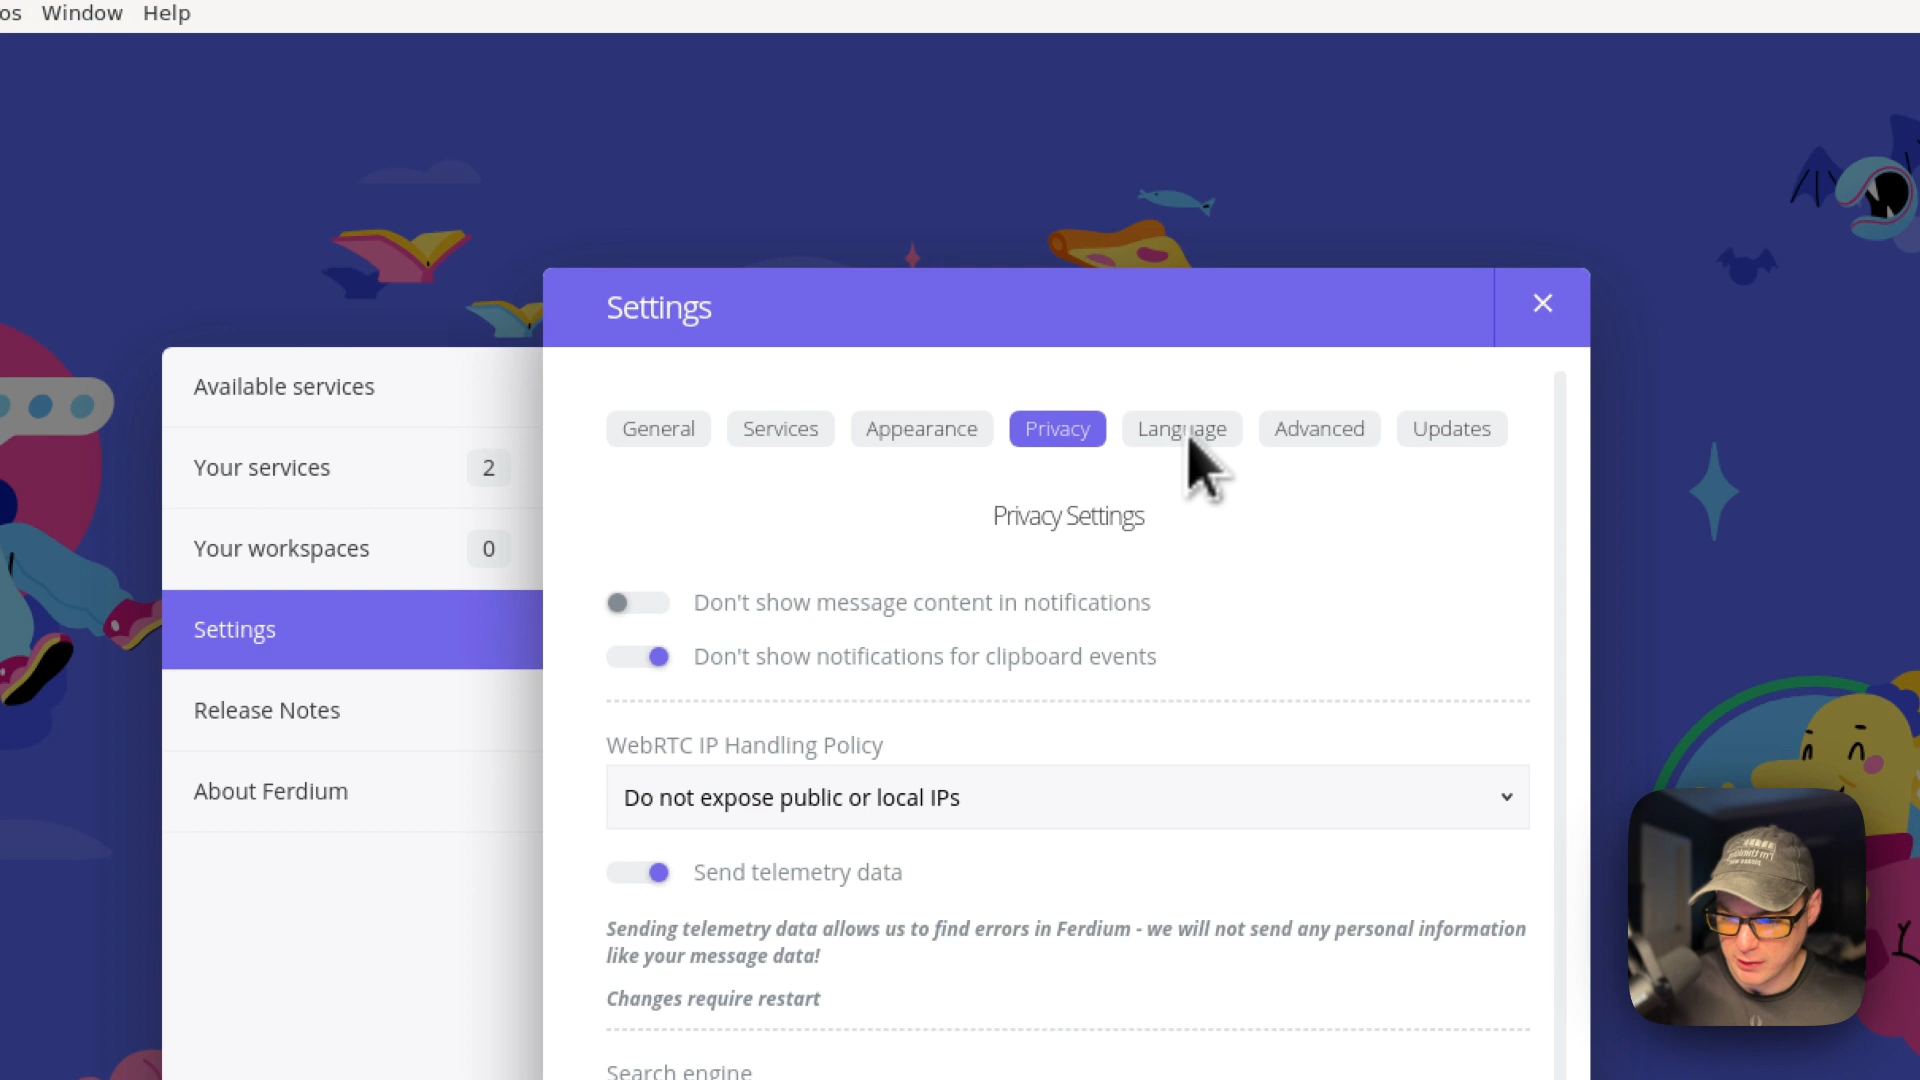 os Window Help
Settings
Available services
Your services 2
Your workspaces 0
Settings
Release Notes
About Ferdium
General Services Appearance Privacy Language Advanced Updates
Privacy Settings
Don't show message content in notifications
Don't show notifications for clipboard events
WebRTC IP Handling Policy
Do not expose public or local IPs
Send telemetry data
Sending telemetry data allows us to find errors in Ferdium - we will not send any personal information
like your message data!
Changes require restart
Search engine